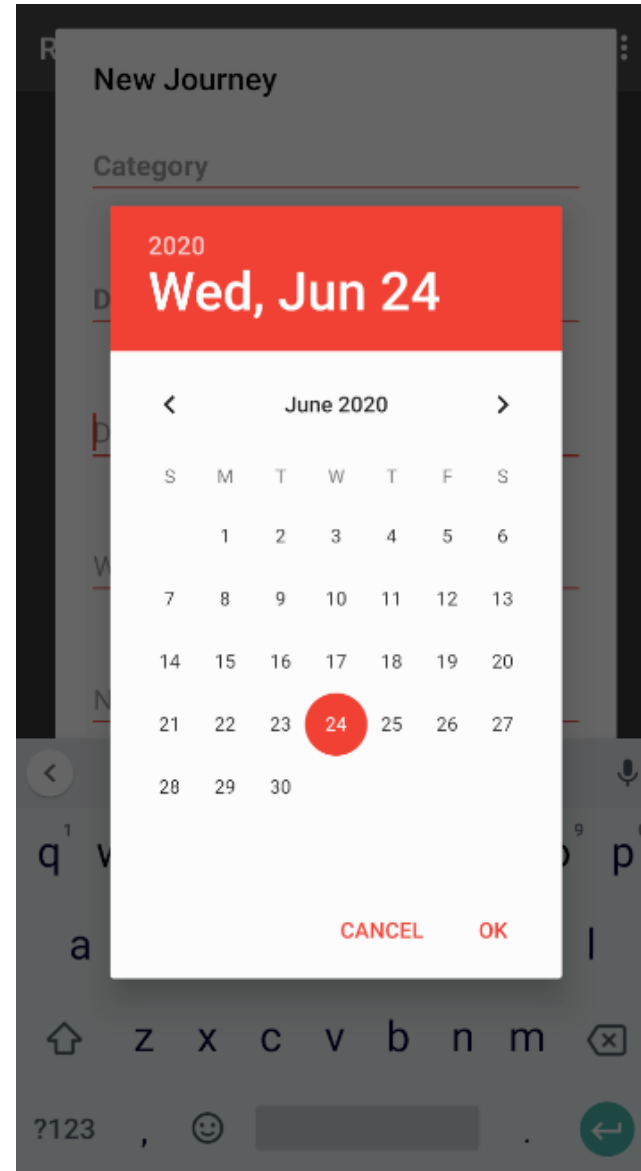 R
New Journey
Category
2020
Wed, Jun 24
D
June 2020
D
S M T W T F S
1 2 3 4 5 6
W
7 8 9 10 11 12 13
14 15 16 17 18 19 20
N
21 22 23 24 25 26 27
28 29 30
q 1 p 9
CANCEL OK
a l
z x c v b n m
?123 , .